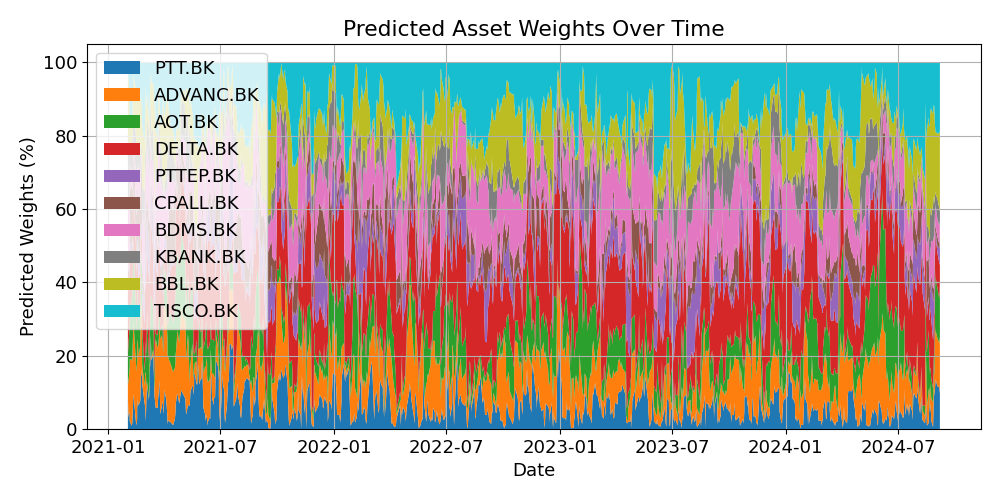 Predicted Asset Weights Over Time
100
80
60
40
20
0
Predicted Weights (%)
PTT.BK
ADVANC.BK
AOT.BK
DELTA.BK
PTTEP.BK
CPALL.BK
BDMS.BK
KBANK.BK
BBL.BK
TISCO.BK
2021-01 2021-07 2022-01 2022-07 2023-01 2023-07 2024-01 2024-07
Date